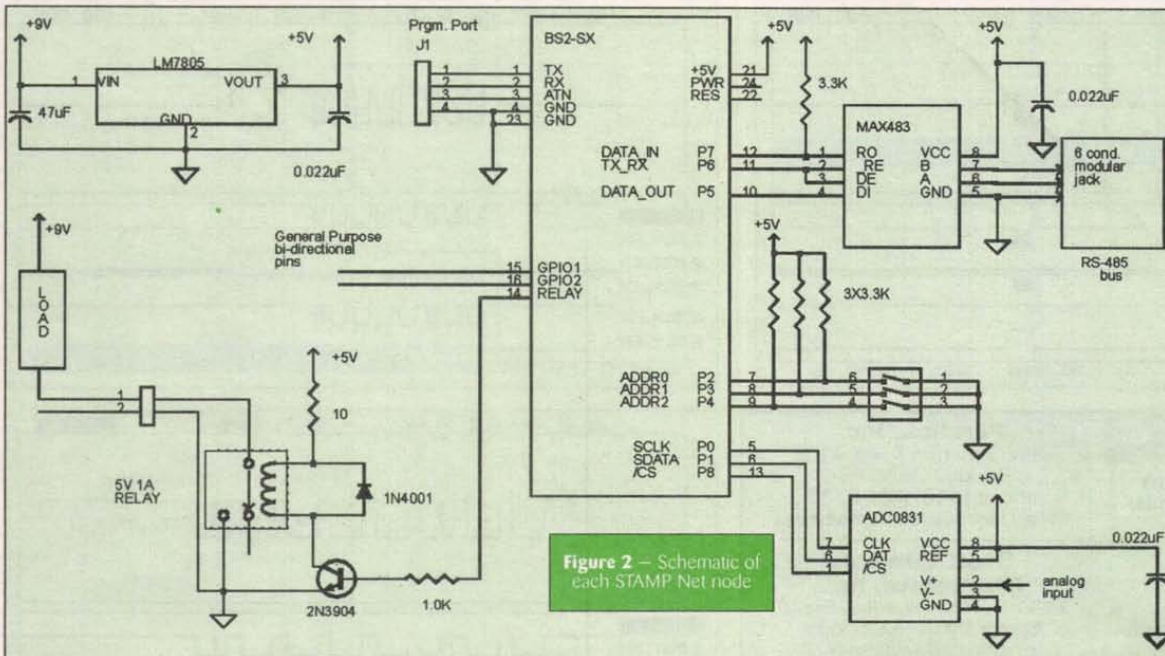 +9V
+5V
LM7805
1 VIN VOUT 3
GND
2
47uF
0.022uF
Prgm. Port
J1
1 1 TX
2 2 RX
3 3 ATN
4 4 GND
23 GND
BS2-SX
+5V
+5V 21
PWR 24
RES 22
3.3K
DATA_IN P7 12
TX_RX P6 11
DATA_OUT P5 10
MAX483
1 RO VCC 8
2 RE B 7
3 DE A 6
4 DI GND 5
+5V
0.022uF
6 cond.
modular
jack
RS-485
bus
+9V
LOAD
General Purpose
bi-directional
pins
15 GPIO1
16 GPIO2
14 RELAY
+5V
3X3.3K
ADDR0 P2 7
ADDR1 P3 8
ADDR2 P4 9
6 1
5 2
4 3
1
2
+5V
10
5V 1A
RELAY
1N4001
2N3904
1.0K
SCLK P0 5
SDATA P1 6
/CS P8 13
ADC0831
7 CLK VCC 8
6 DAT REF 5
1 /CS
V+ 2
V- 3
GND 4
+5V
0.022uF
analog
input
Figure 2 – Schematic of
each STAMP Net node